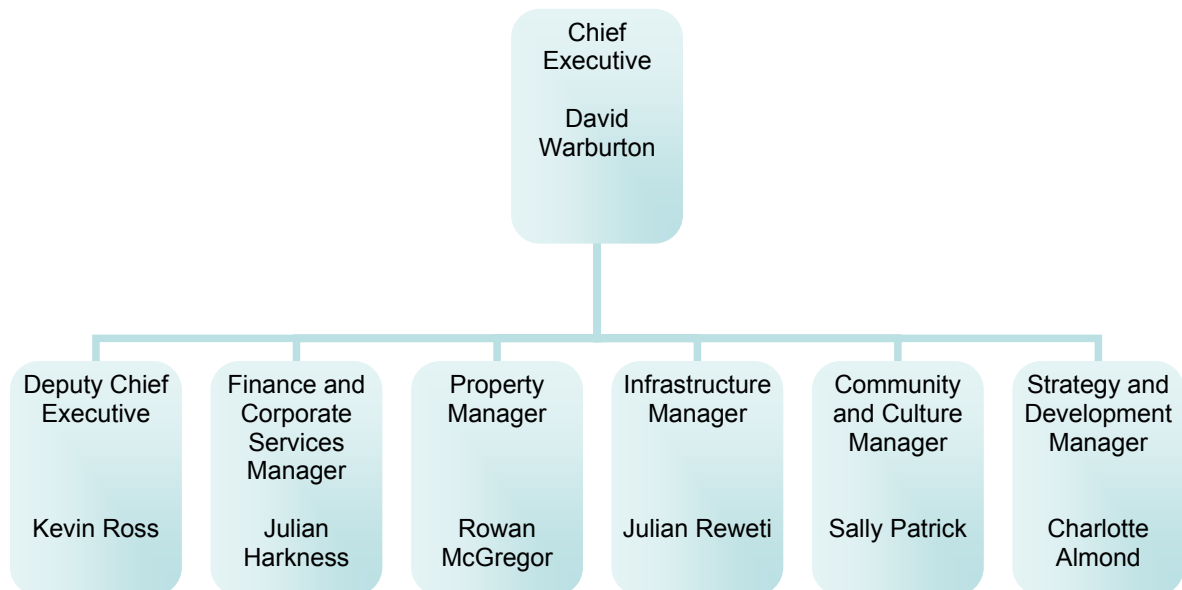 Chief
Executive
David
Warburton
Deputy Chief
Executive
Kevin Ross
Finance and
Corporate
Services
Manager
Julian
Harkness
Property
Manager
Rowan
McGregor
Infrastructure
Manager
Julian Reweti
Community
and Culture
Manager
Sally Patrick
Strategy and
Development
Manager
Charlotte
Almond